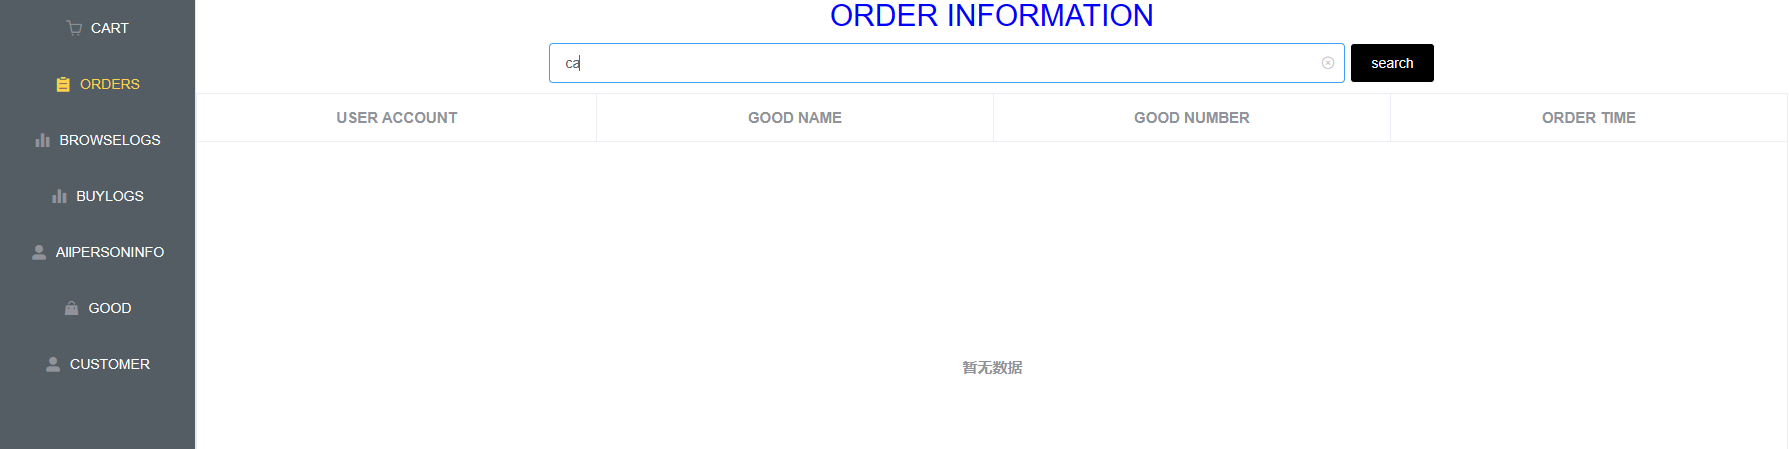 CART
ORDERS
BROWSELOGS
BUYLOGS
AllPERSONINFO
GOOD
CUSTOMER
ORDER INFORMATION
ca
search
USER ACCOUNT GOOD NAME GOOD NUMBER ORDER TIME
暂无数据